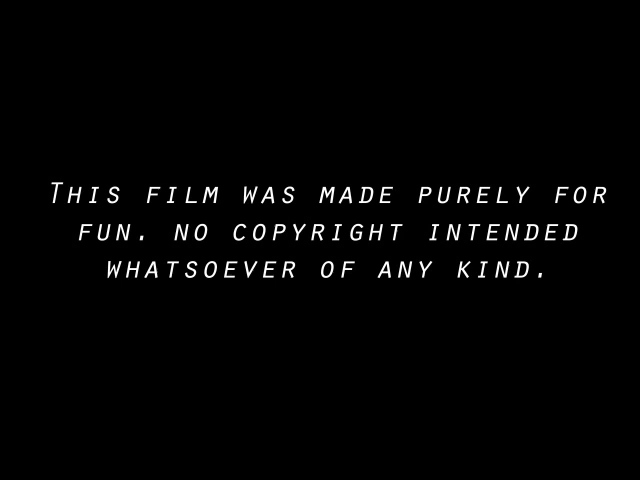 This film was made purely for
fun. no copyright intended
whatsoever of any kind.